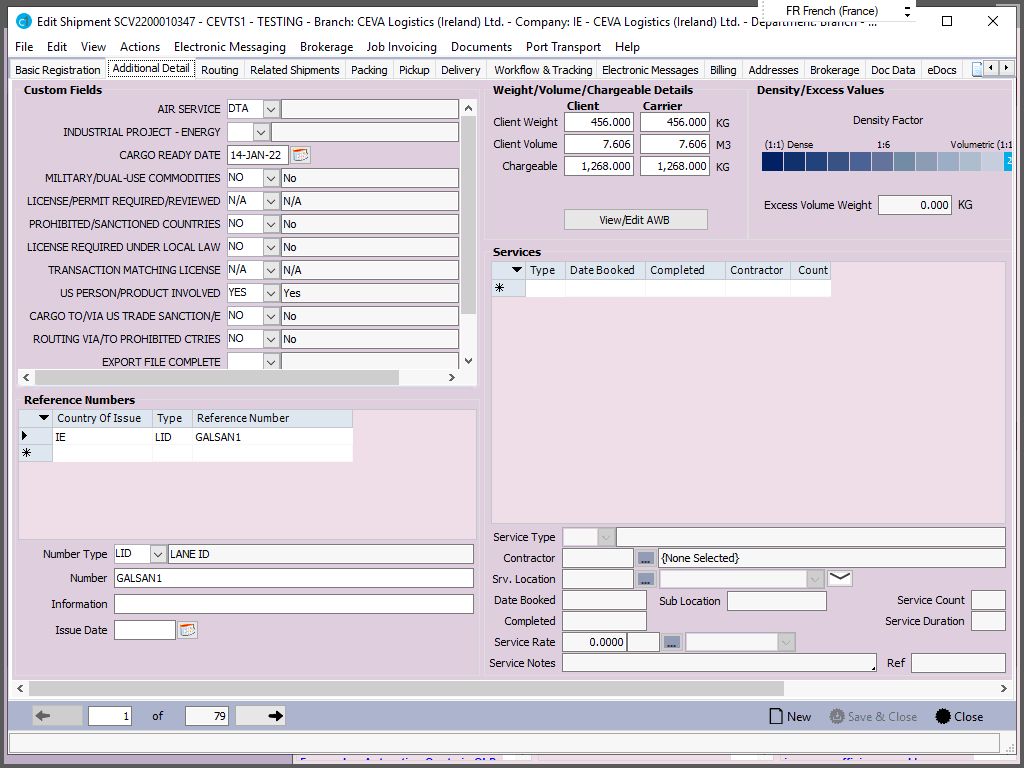 FR French (France)
Edit Shipment SCV2200010347 - CEVTS1 - TESTING - Branch: CEVA Logistics (Ireland) Ltd. - Company: IE - CEVA Logistics (Ireland) Ltd. - Department: Branch - ...
File Edit View Actions Electronic Messaging Brokerage Job Invoicing Documents Port Transport Help
Basic Registration Additional Detail Routing Related Shipments Packing Pickup Delivery Workflow & Tracking Electronic Messages Billing Addresses Brokerage Doc Data eDocs
Custom Fields
AIR SERVICE DTA
INDUSTRIAL PROJECT - ENERGY
CARGO READY DATE 14-JAN-22
MILITARY/DUAL-USE COMMODITIES NO No
LICENSE/PERMIT REQUIRED/REVIEWED N/A N/A
PROHIBITED/SANCTIONED COUNTRIES NO No
LICENSE REQUIRED UNDER LOCAL LAW NO No
TRANSACTION MATCHING LICENSE N/A N/A
US PERSON/PRODUCT INVOLVED YES Yes
CARGO TO/VIA US TRADE SANCTION/E NO No
ROUTING VIA/TO PROHIBITED CTRIES NO No
EXPORT FILE COMPLETE
Reference Numbers
Country Of Issue Type Reference Number
IE LID GALSAN1
Number Type LID LANE ID
Number GALSAN1
Information
Issue Date
Weight/Volume/Chargeable Details
Client Carrier
Client Weight 456.000 456.000 KG
Client Volume 7.606 7.606 M3
Chargeable 1,268.000 1,268.000 KG
View/Edit AWB
Density/Excess Values
Density Factor
(1:1) Dense 1:6 Volumetric (1:1
2
Excess Volume Weight 0.000 KG
Services
Type Date Booked Completed Contractor Count
Service Type
Contractor ... {None Selected}
Srv. Location ...
Date Booked Sub Location Service Count
Completed Service Duration
Service Rate 0.0000 ...
Service Notes Ref
1 of 79 New Save & Close Close